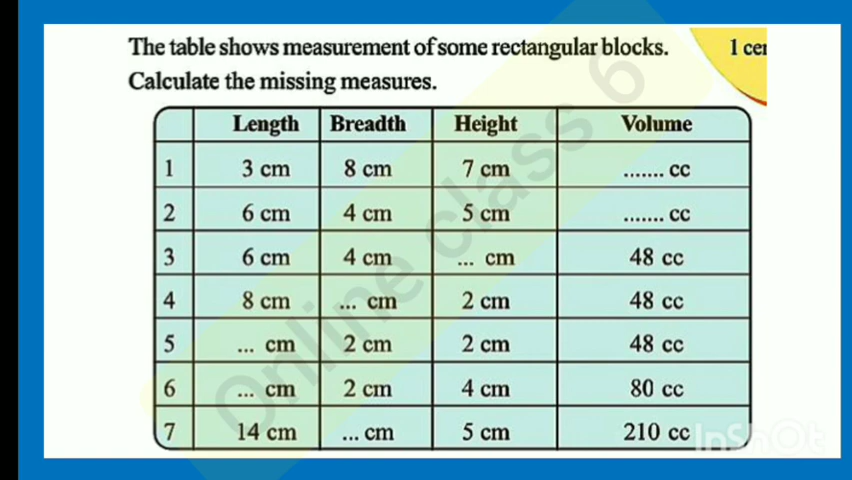 The table shows measurement of some rectangular blocks.
1 cer
Calculate the missing measures.
Length Breadth Height Volume
1 3 cm 8 cm 7 cm ....... cc
2 6 cm 4 cm 5 cm ....... cc
3 6 cm 4 cm ... cm 48 cc
4 8 cm ... cm 2 cm 48 cc
5 ... cm 2 cm 2 cm 48 cc
6 ... cm 2 cm 4 cm 80 cc
7 14 cm ... cm 5 cm 210 cc
Online class 6
InShOt